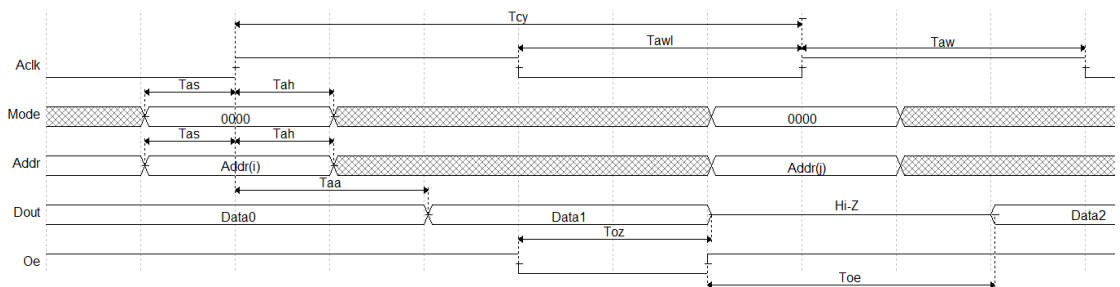 Tcy
Tawl Taw
Aclk
Tas Tah
Mode 0000 0000
Tas Tah
Addr Addr(i) Addr(j)
Taa
Dout Data0 Data1 Hi-Z Data2
Toz
Oe
Toe